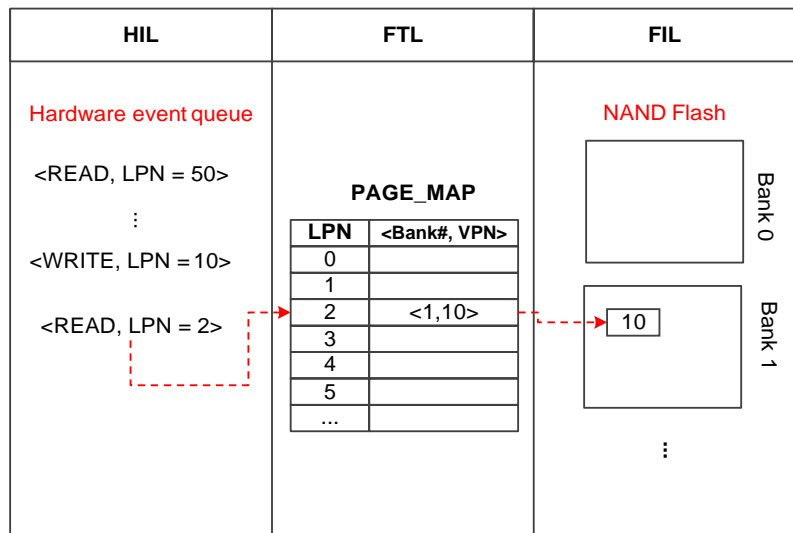 HIL
FTL
FIL
Hardware event queue
<READ, LPN = 50>
...
<WRITE, LPN = 10>
<READ, LPN = 2>
PAGE_MAP
LPN <Bank#, VPN>
0
1
2 <1,10>
3
4
5
...
NAND Flash
Bank 0
10
Bank 1
...